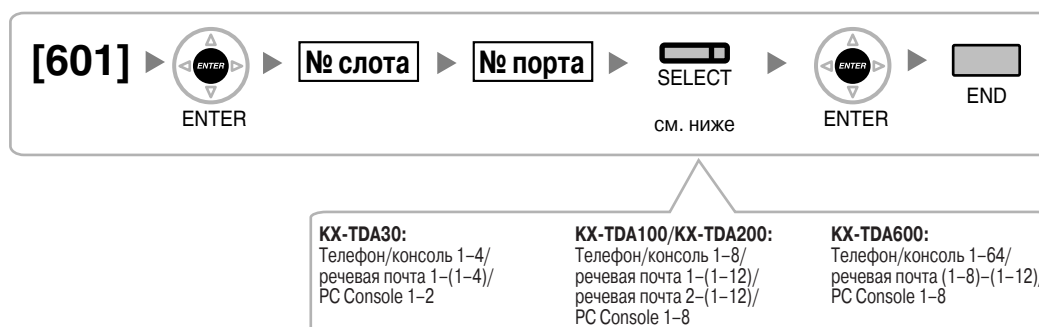 [601] ENTER № слота № порта SELECT ENTER END
ENTER см. ниже ENTER
KX-TDA30:
Телефон/консоль 1–4/
речевая почта 1–(1–4)/
PC Console 1–2
KX-TDA100/KX-TDA200:
Телефон/консоль 1–8/
речевая почта 1–(1–12)/
речевая почта 2–(1–12)/
PC Console 1–8
KX-TDA600:
Телефон/консоль 1–64/
речевая почта (1–8)–(1–12)/
PC Console 1–8